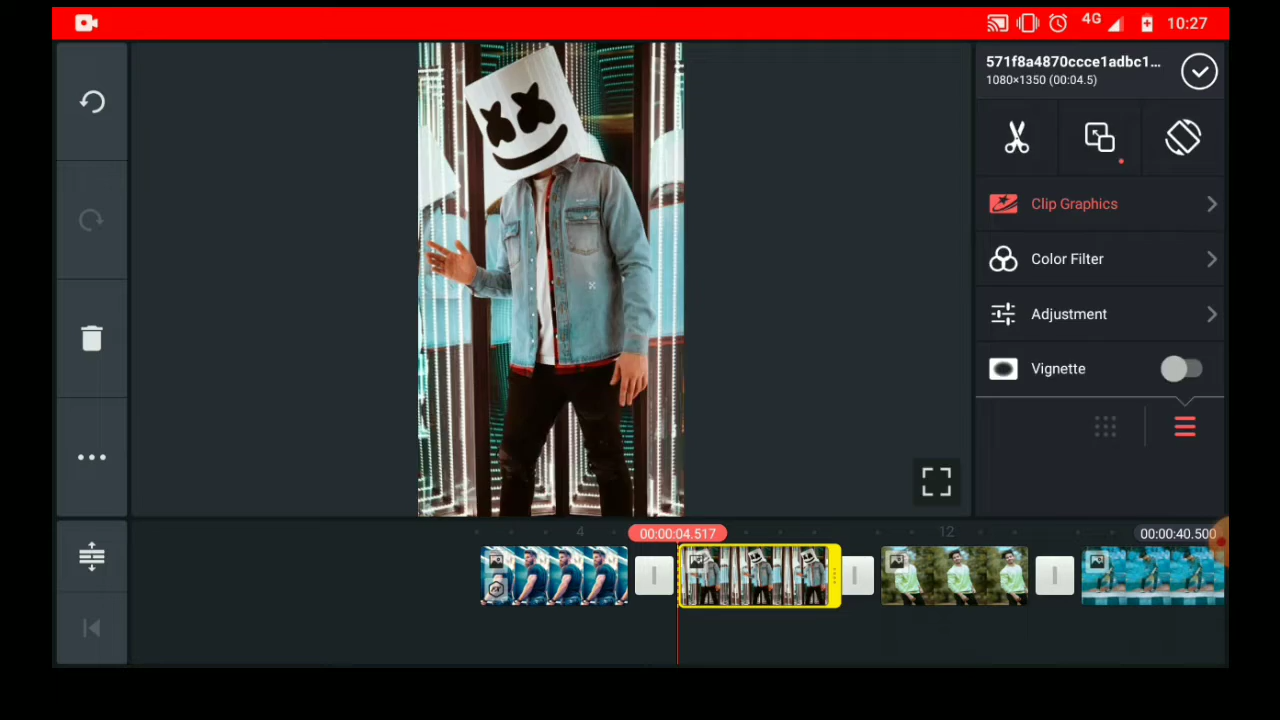 4G
10:27
571f8a4870ccce1adbc1...
1080×1350 (00:04.5)
Clip Graphics
Color Filter
Adjustment
Vignette
4
00:00:04.517
12
00:00:40.500